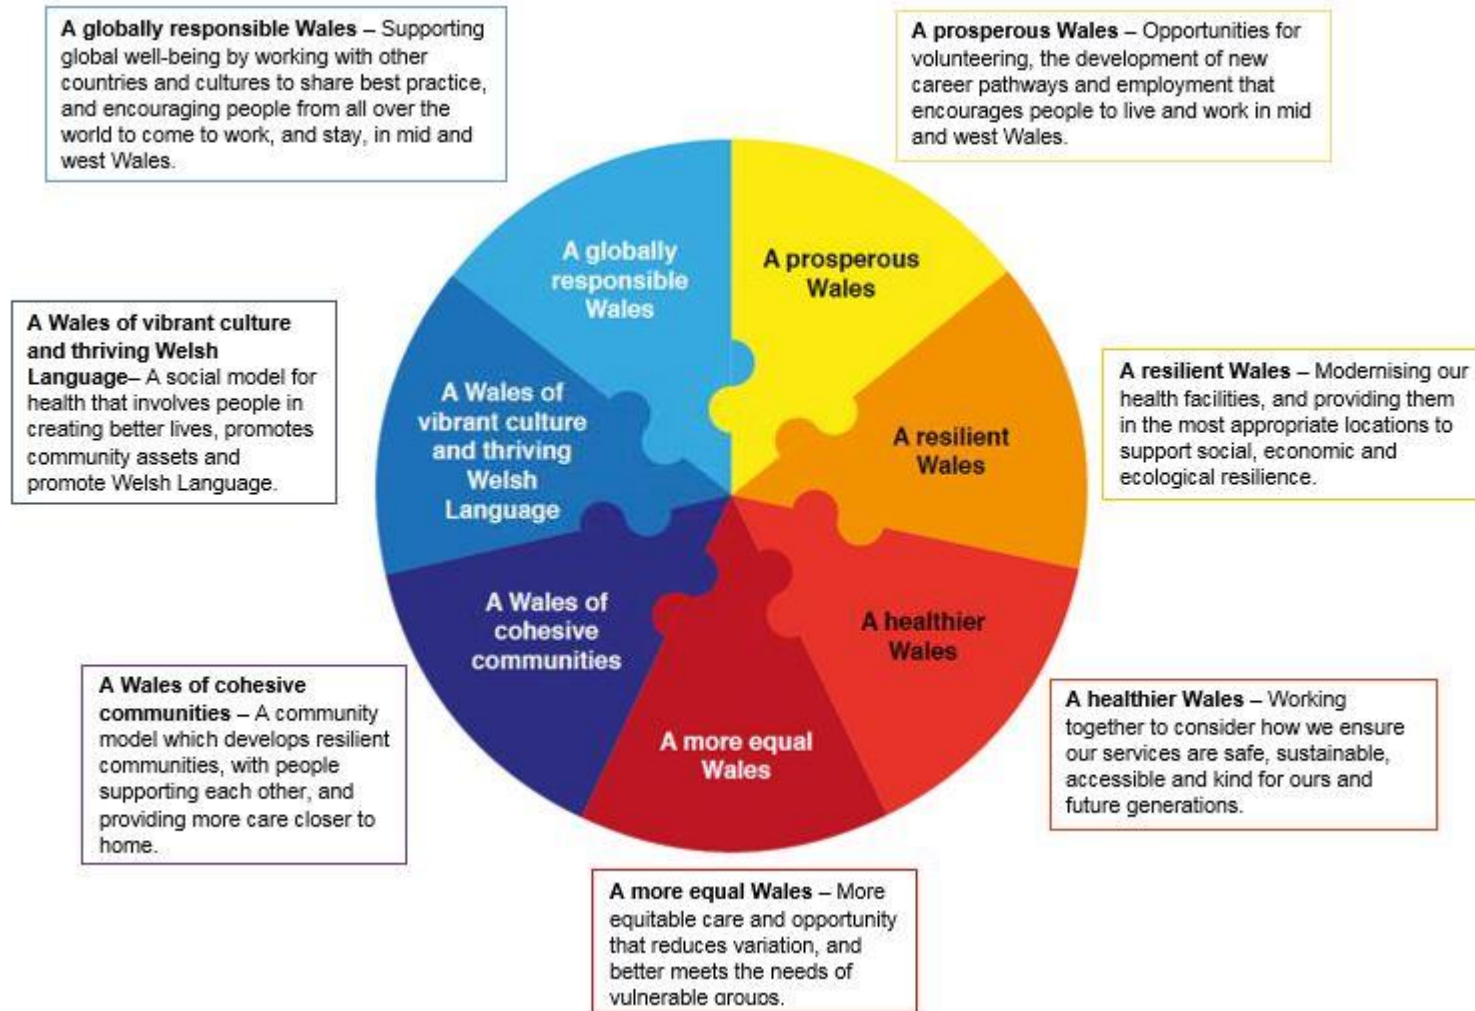 A globally responsible Wales – Supporting
global well-being by working with other
countries and cultures to share best practice,
and encouraging people from all over the
world to come to work, and stay, in mid and
west Wales.
A prosperous Wales – Opportunities for
volunteering, the development of new
career pathways and employment that
encourages people to live and work in mid
and west Wales.
A globally
responsible
Wales
A prosperous
Wales
A Wales of vibrant culture
and thriving Welsh
Language– A social model for
health that involves people in
creating better lives, promotes
community assets and
promote Welsh Language.
A Wales of
vibrant culture
and thriving
Welsh
Language
A resilient
Wales
A resilient Wales – Modernising our
health facilities, and providing them
in the most appropriate locations to
support social, economic and
ecological resilience.
A Wales of
cohesive
communities
A healthier
Wales
A more equal
Wales
A Wales of cohesive
communities – A community
model which develops resilient
communities, with people
supporting each other, and
providing more care closer to
home.
A healthier Wales – Working
together to consider how we ensure
our services are safe, sustainable,
accessible and kind for ours and
future generations.
A more equal Wales – More
equitable care and opportunity
that reduces variation, and
better meets the needs of
vulnerable groups.